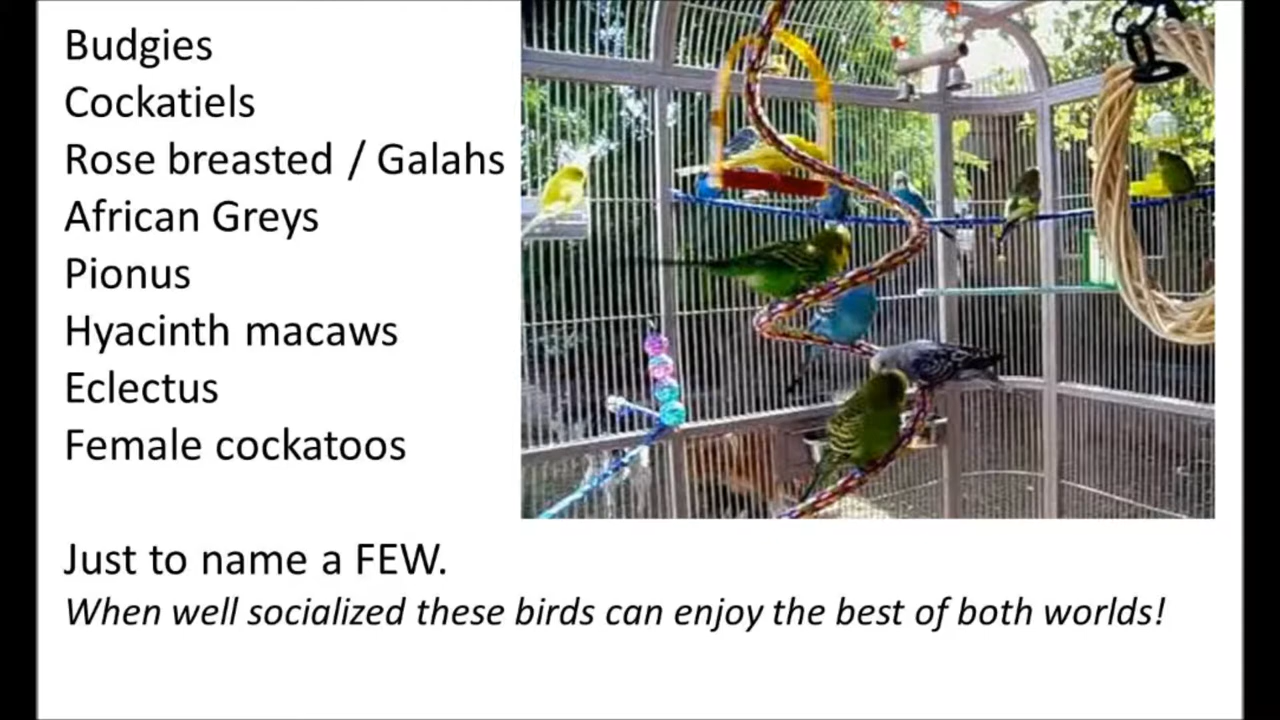 Budgies
Cockatiels
Rose breasted / Galahs
African Greys
Pionus
Hyacinth macaws
Eclectus
Female cockatoos
Just to name a FEW.
When well socialized these birds can enjoy the best of both worlds!